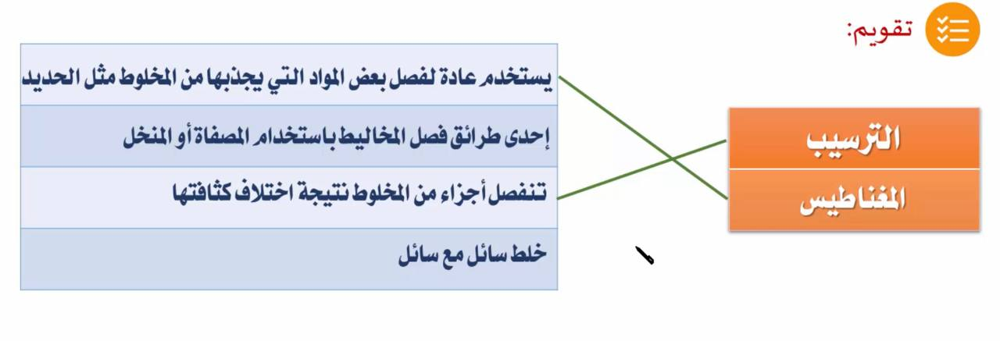 تقويم:
الترسيب
المغناطيس
يستخدم عادة لفصل بعض المواد التي يجذبها من المخلوط مثل الحديد
إحدى طرائق فصل المخاليط باستخدام المصفاة أو المنخل
تنفصل أجزاء من المخلوط نتيجة اختلاف كثافتها
خلط سائل مع سائل